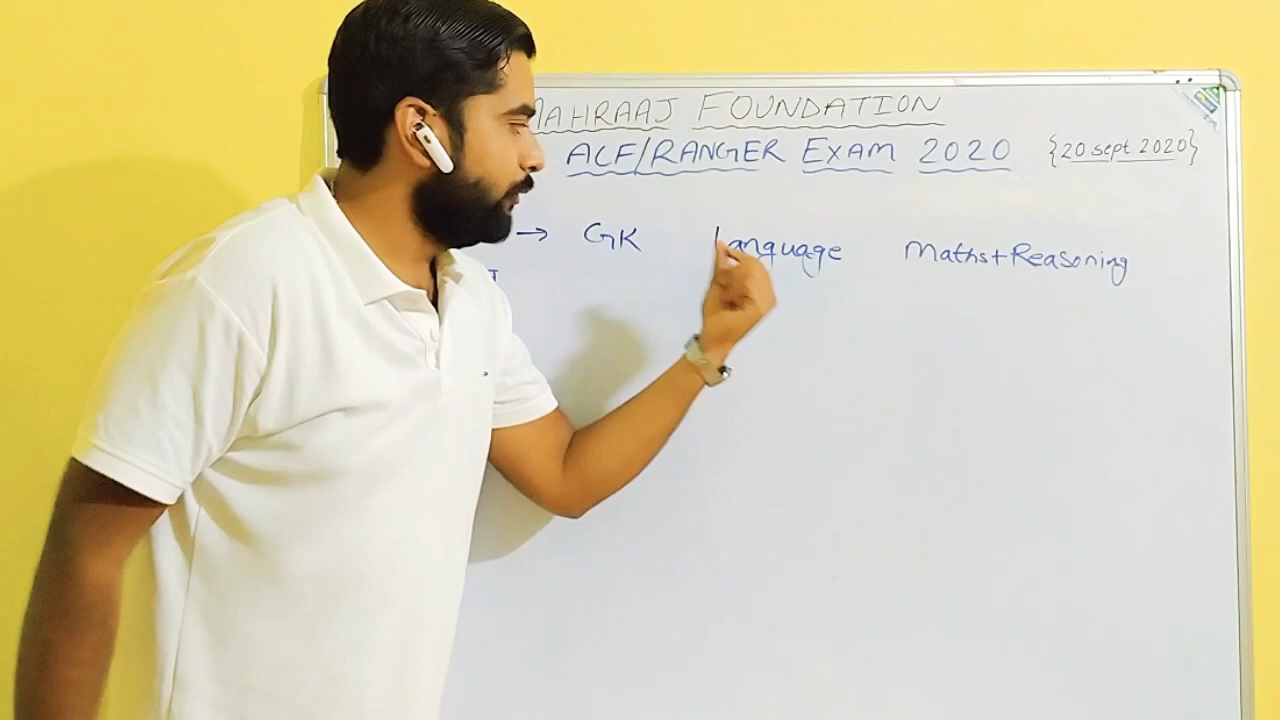 MAHRAAJ FOUNDATION
ACF/RANGER EXAM 2020 {20 sept 2020}
→ GK Language Maths+Reasoning